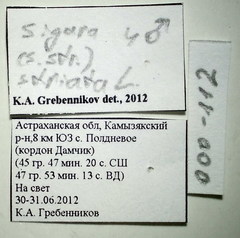 Sigara 4♂
(s. str.)
striata L.
K.A. Grebennikov det., 2012
Астраханская обл, Камызякский
р-н,8 км ЮЗ с. Полдневое
(кордон Дамчик)
(45 гр. 47 мин. 20 с. СШ
47 гр. 53 мин. 13 с. ВД)
На свет
30-31.06.2012
К.А. Гребенников
000-112